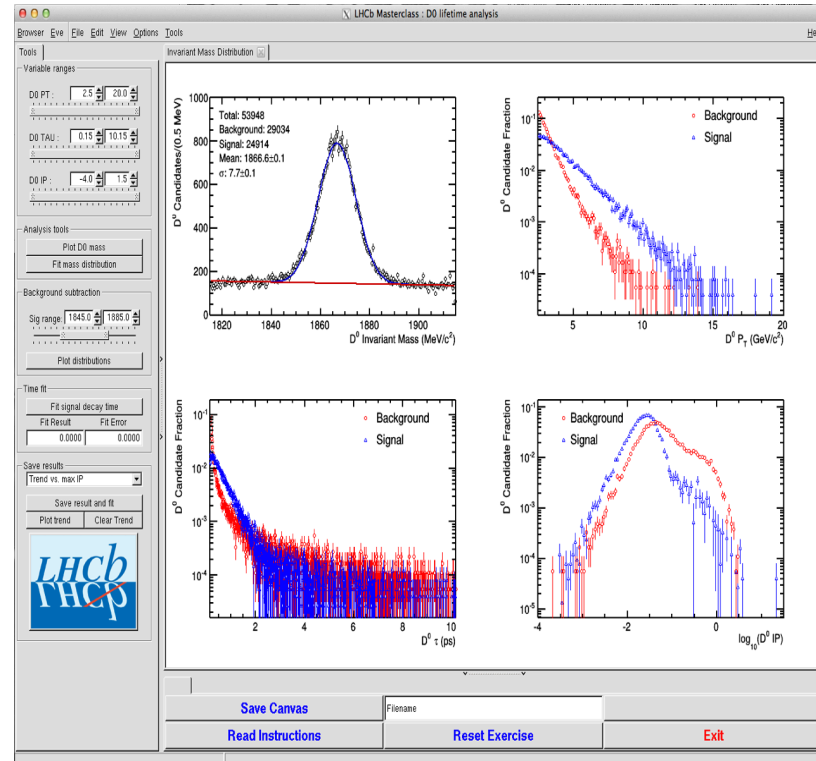 LHCb Masterclass : D0 lifetime analysis
Browser Eve File Edit View Options Tools
Tools
Invariant Mass Distribution
Variable ranges
D0 PT : 2.5 20.0
D0 TAU : 0.15 10.15
D0 IP : -4.0 1.5
Analysis tools
Plot D0 mass
Fit mass distribution
Background subtraction
Sig range: 1845.0 1885.0
Plot distributions
Time fit
Fit signal decay time
Fit Result Fit Error
0.0000 0.0000
Save results
Trend vs. max IP
Save result and fit
Plot trend Clear Trend
LHCb
LHCb
D⁰ Candidates/(0.5 MeV)
1000
800
600
400
200
0
Total: 53948
Background: 29034
Signal: 24914
Mean: 1866.6±0.1
σ: 7.7±0.1
1820 1840 1860 1880 1900
D⁰ Invariant Mass (MeV/c²)
D⁰ Candidate Fraction
10⁻¹
10⁻²
10⁻³
10⁻⁴
Background
Signal
5 10 15 20
D⁰ P_T (GeV/c²)
D⁰ Candidate Fraction
10⁻¹
10⁻²
10⁻³
10⁻⁴
Background
Signal
2 4 6 8 10
D⁰ τ (ps)
D⁰ Candidate Fraction
10⁻¹
10⁻²
10⁻³
10⁻⁴
10⁻⁵
Background
Signal
-4 -2 0
log₁₀(D⁰ IP)
Save Canvas Filename
Read Instructions Reset Exercise Exit